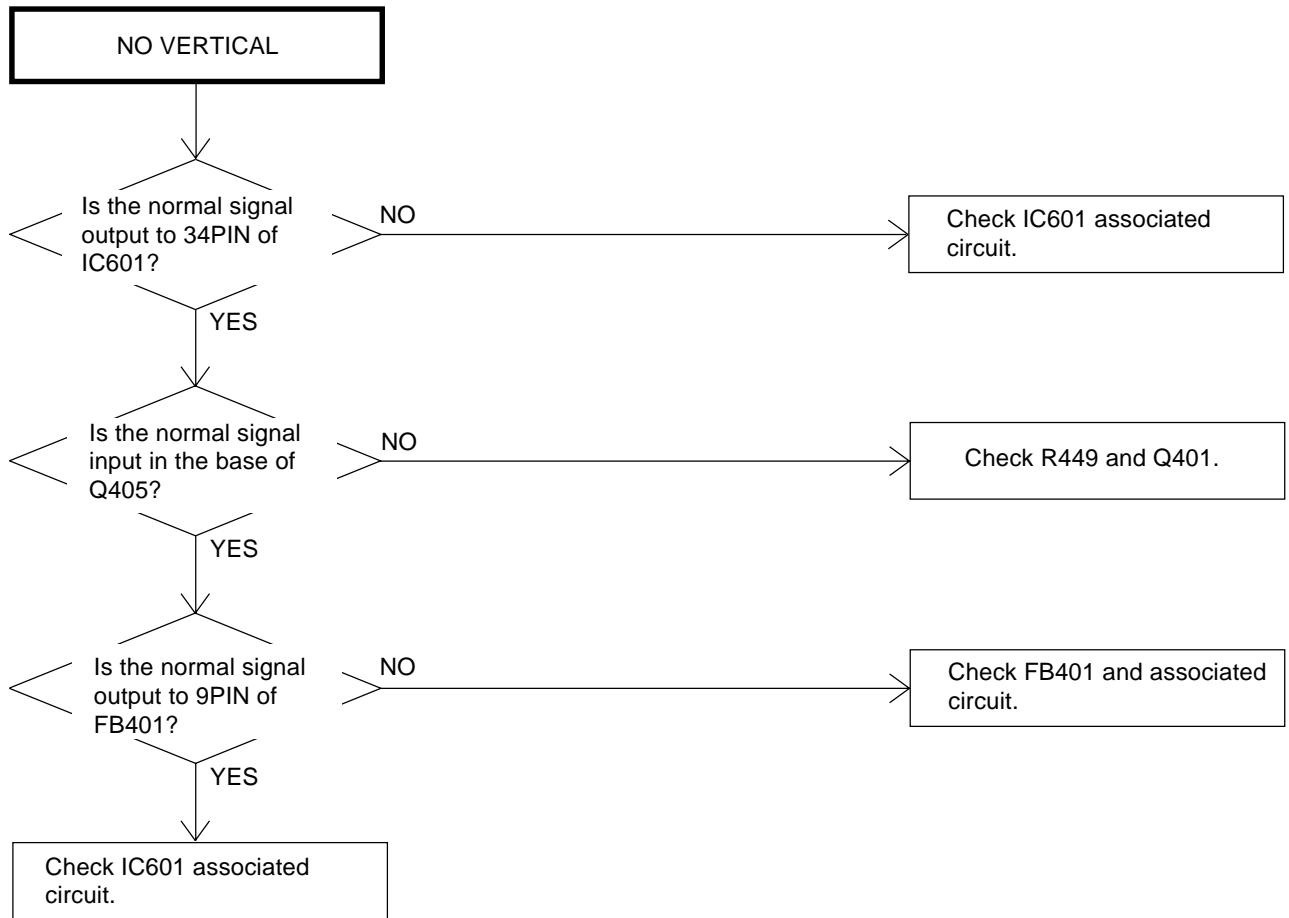 NO VERTICAL
Is the normal signal
output to 34PIN of
IC601?
NO
Check IC601 associated
circuit.
YES
Is the normal signal
input in the base of
Q405?
NO
Check R449 and Q401.
YES
Is the normal signal
output to 9PIN of
FB401?
NO
Check FB401 and associated
circuit.
YES
Check IC601 associated
circuit.